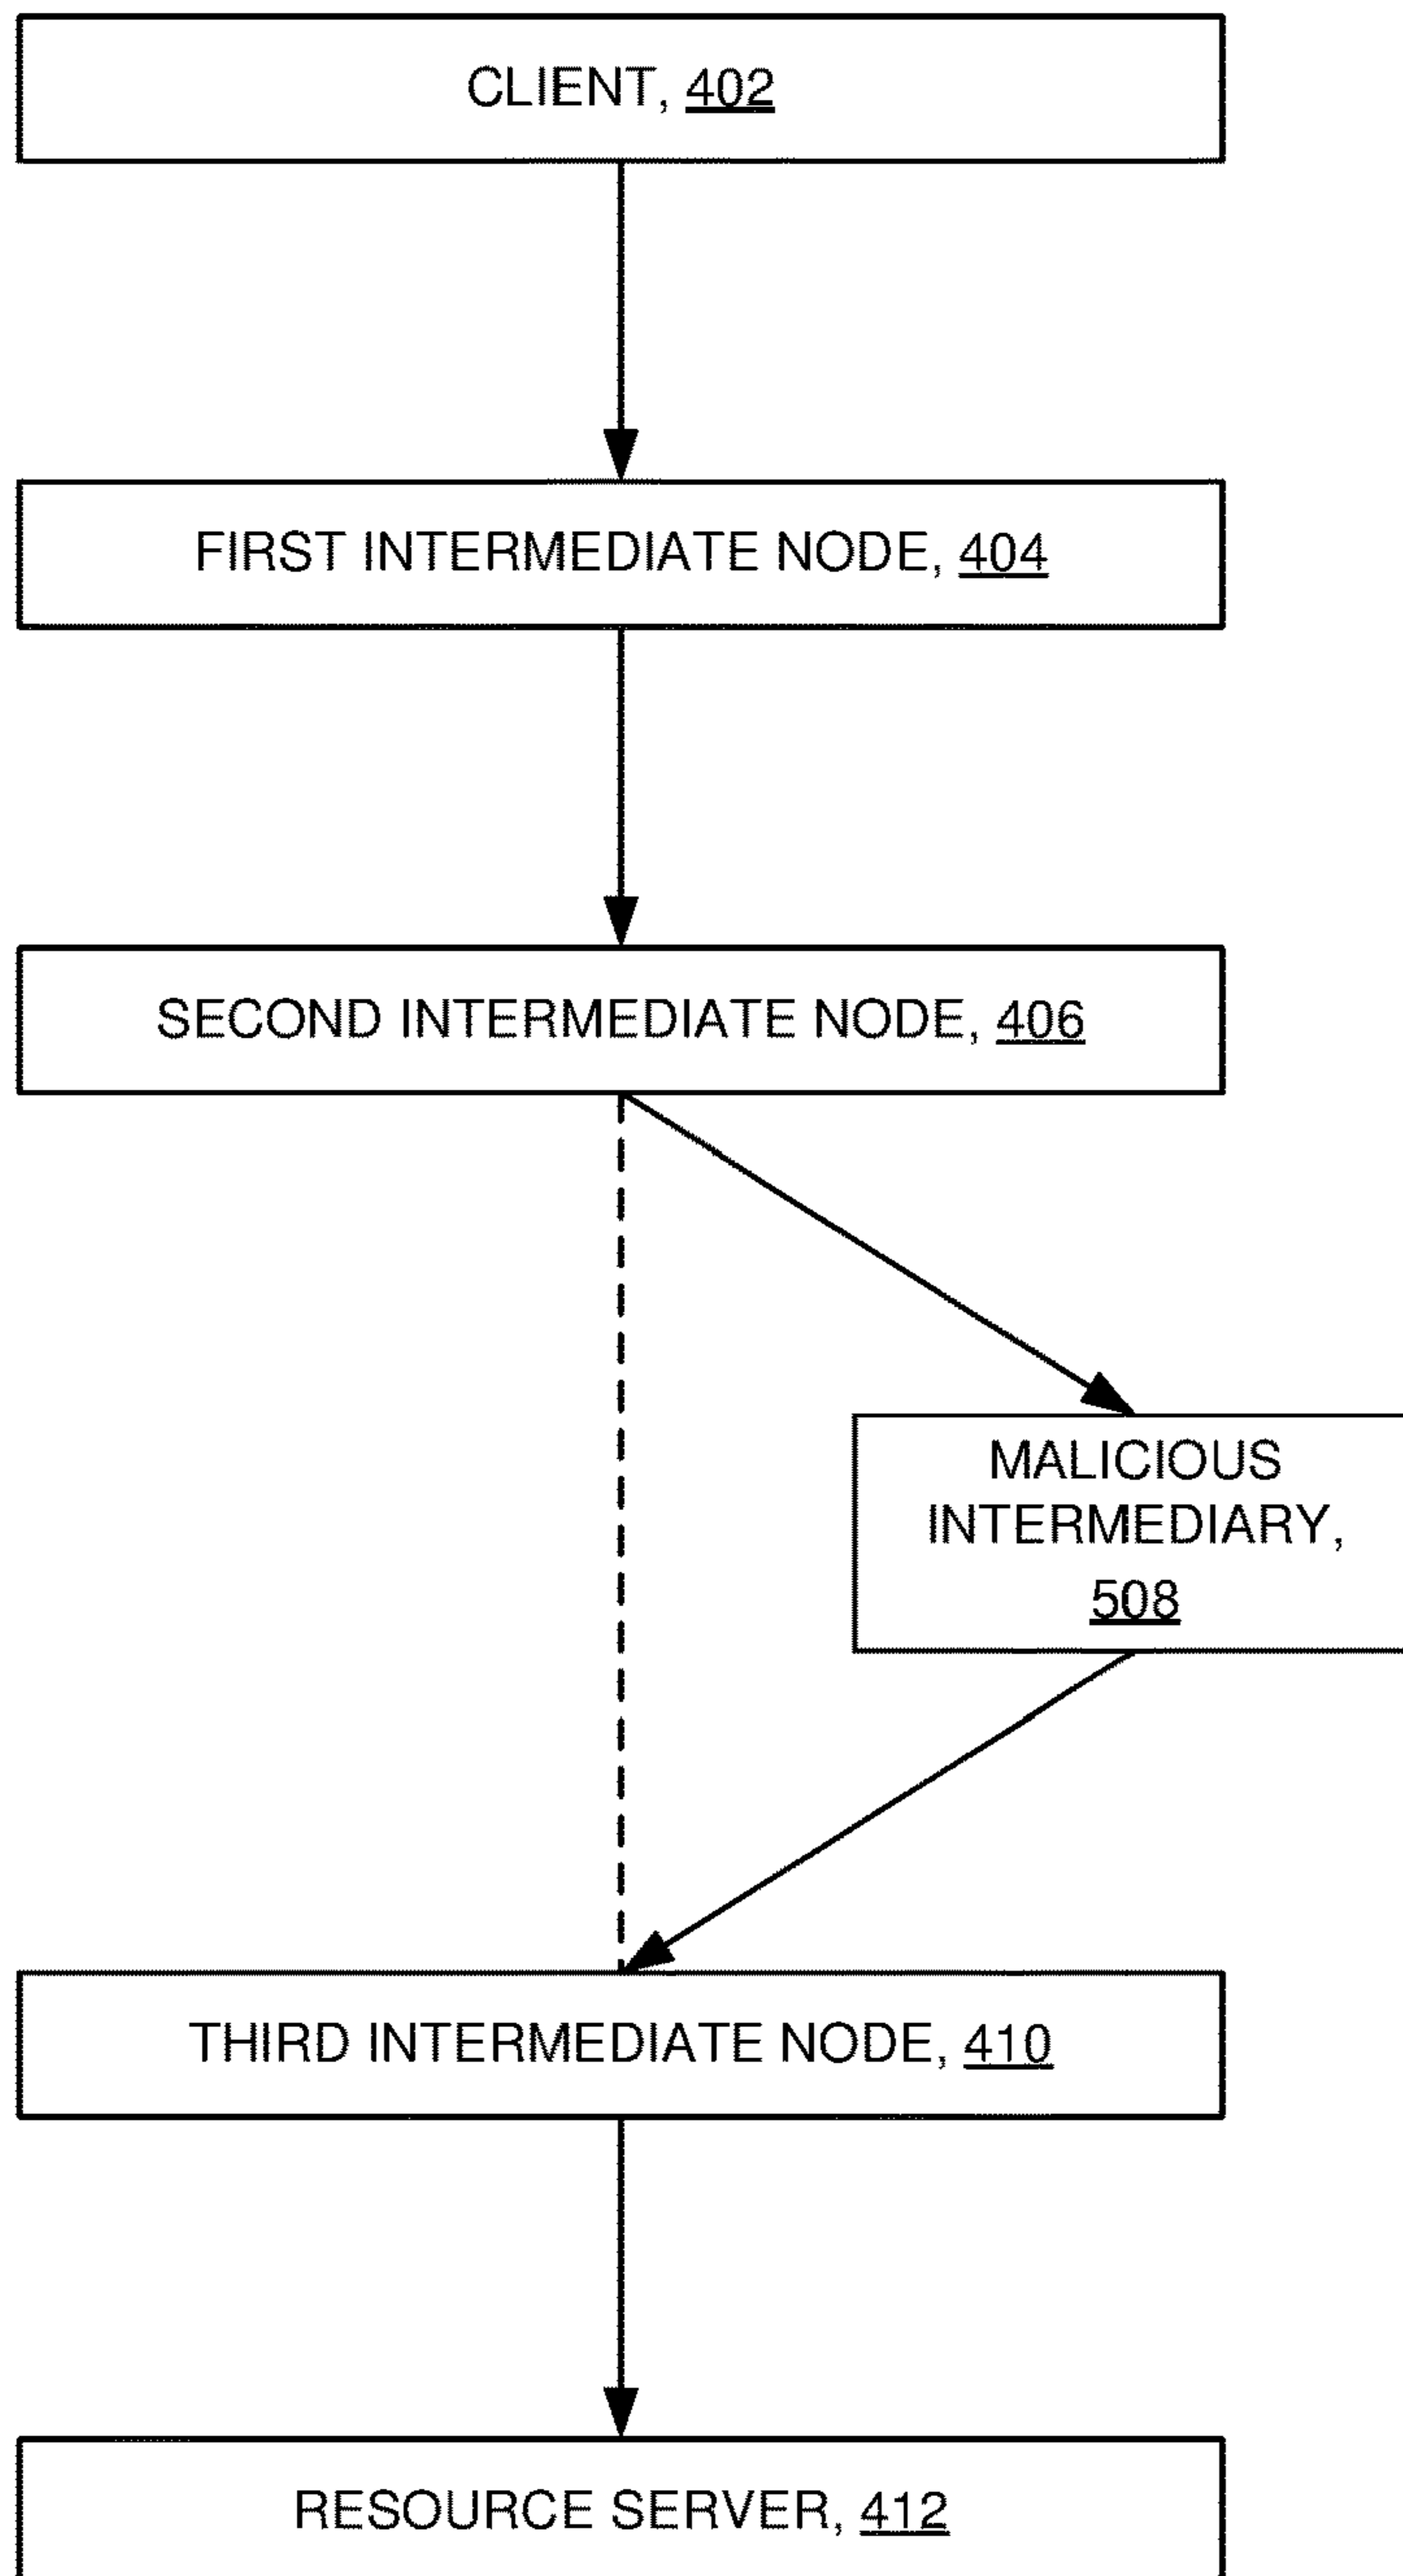 CLIENT, 402
FIRST INTERMEDIATE NODE, 404
SECOND INTERMEDIATE NODE, 406
MALICIOUS
INTERMEDIARY,
508
THIRD INTERMEDIATE NODE, 410
RESOURCE SERVER, 412